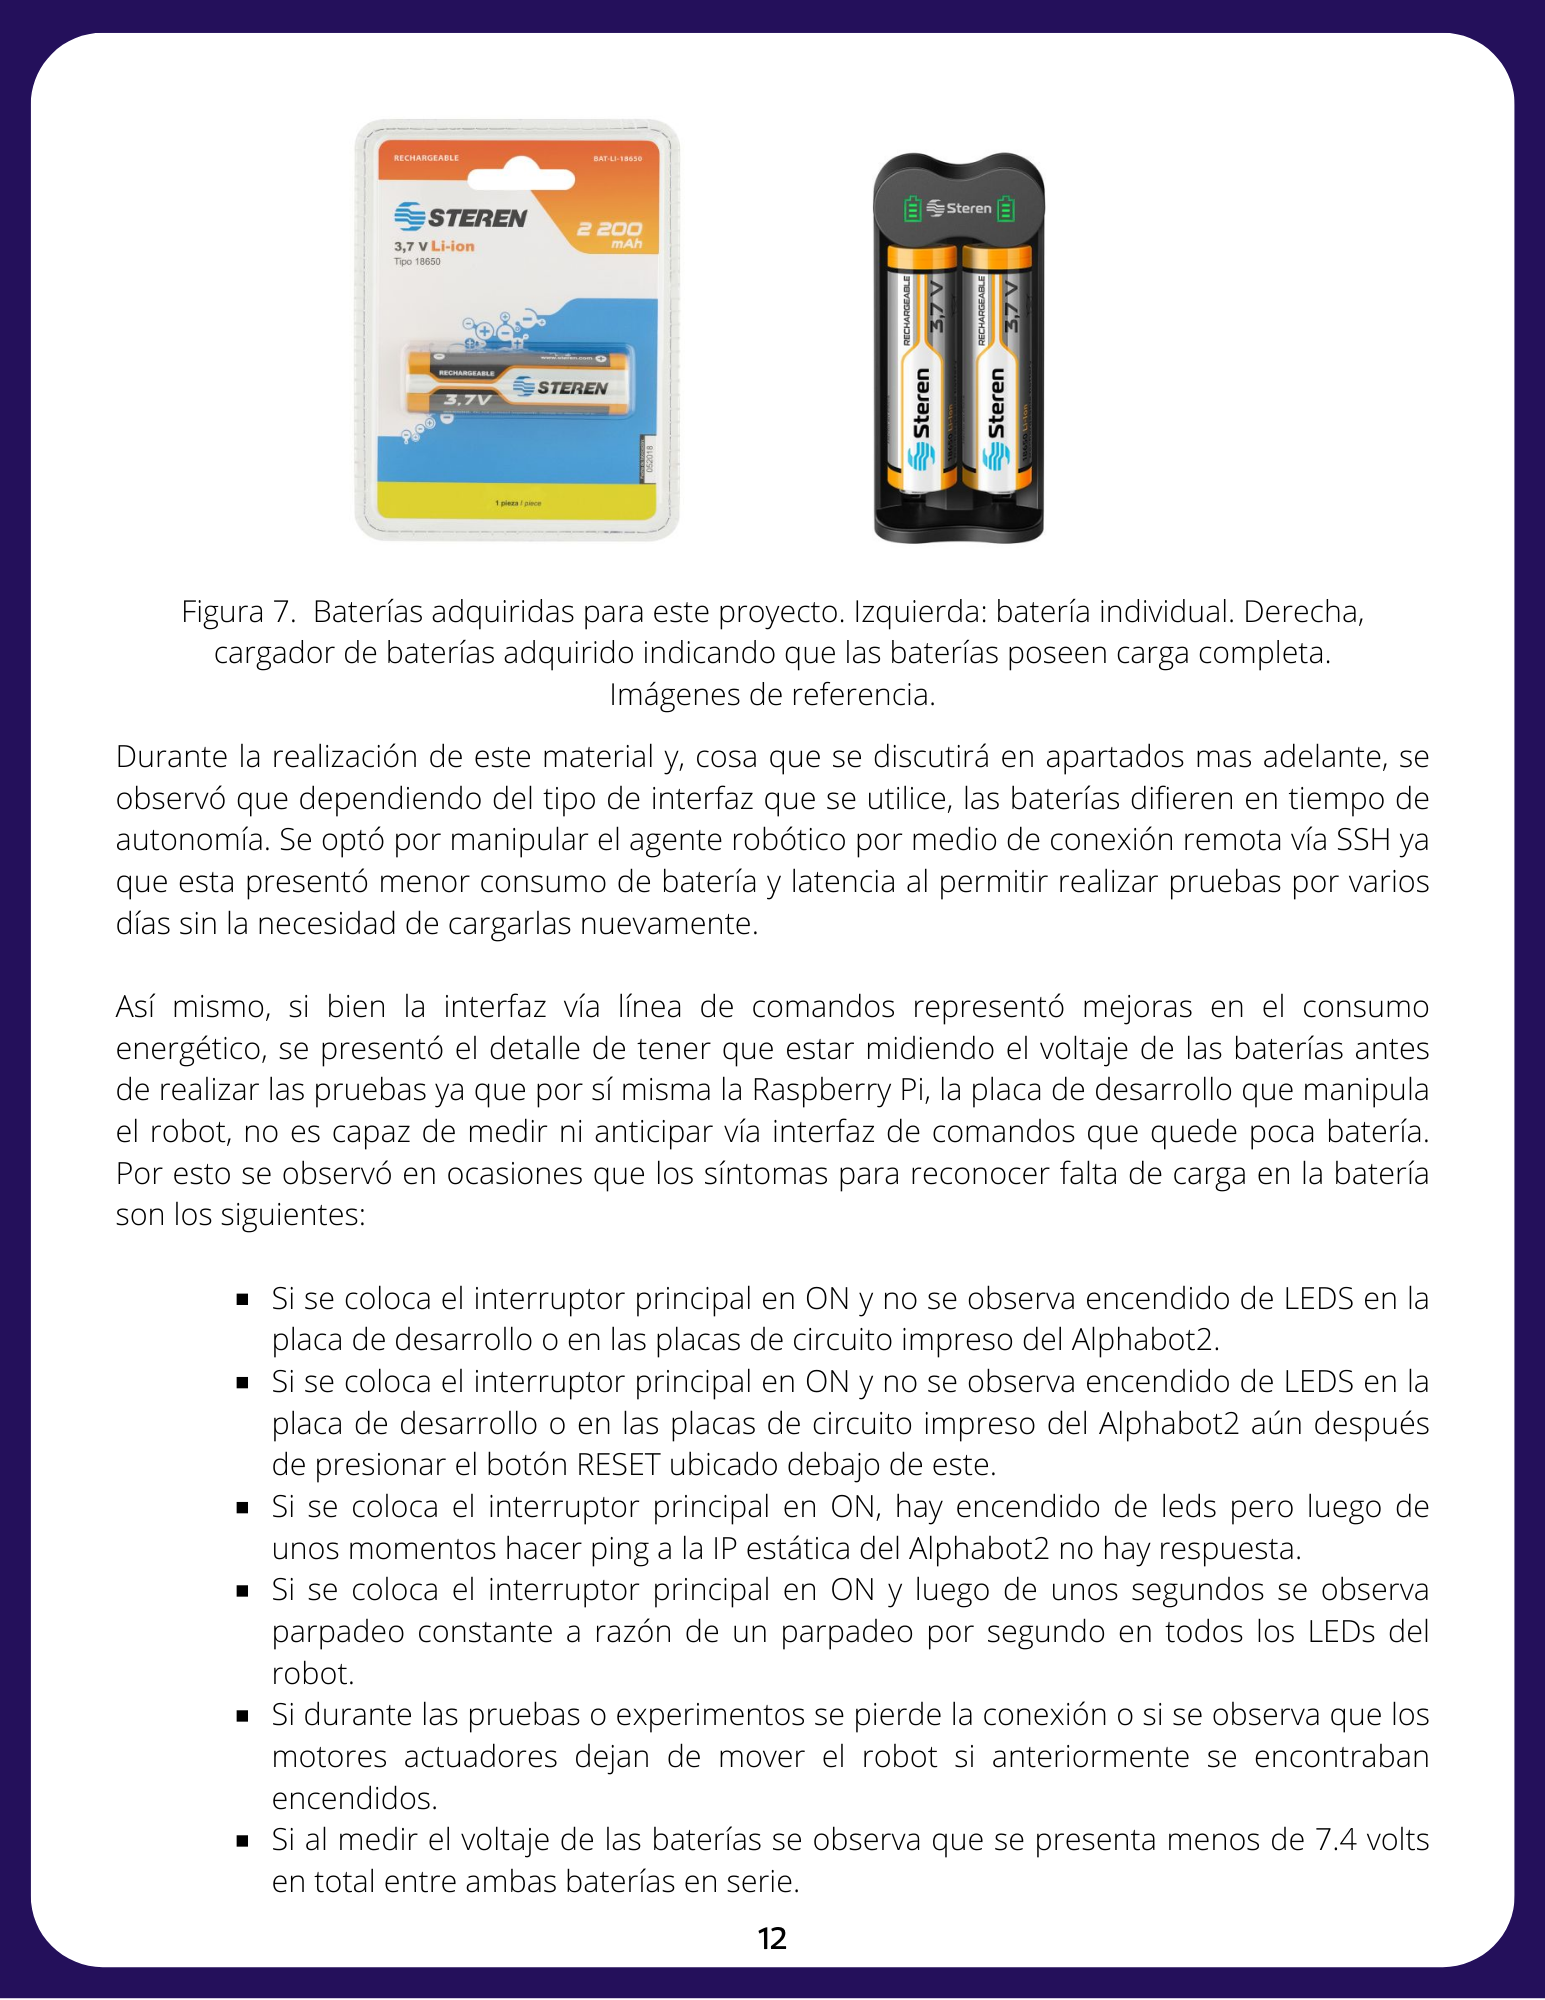 RECHARGEABLE
BAT-LI-18650
STEREN
2 200
mAh
3,7 V Li-ion
Tipo 18650
www.steren.com
RECHARGEABLE
STEREN
3.7V
052018
1 pieza / piece
Steren
RECHARGEABLE
3,7 V
Steren
18650 Li-ion
RECHARGEABLE
3,7 V
Steren
18650 Li-ion
Figura 7.  Baterías adquiridas para este proyecto. Izquierda: batería individual. Derecha,
cargador de baterías adquirido indicando que las baterías poseen carga completa.
Imágenes de referencia.
Durante la realización de este material y, cosa que se discutirá en apartados mas adelante, se
observó que dependiendo del tipo de interfaz que se utilice, las baterías difieren en tiempo de
autonomía. Se optó por manipular el agente robótico por medio de conexión remota vía SSH ya
que esta presentó menor consumo de batería y latencia al permitir realizar pruebas por varios
días sin la necesidad de cargarlas nuevamente.
Así mismo, si bien la interfaz vía línea de comandos representó mejoras en el consumo
energético, se presentó el detalle de tener que estar midiendo el voltaje de las baterías antes
de realizar las pruebas ya que por sí misma la Raspberry Pi, la placa de desarrollo que manipula
el robot, no es capaz de medir ni anticipar vía interfaz de comandos que quede poca batería.
Por esto se observó en ocasiones que los síntomas para reconocer falta de carga en la batería
son los siguientes:
▪ Si se coloca el interruptor principal en ON y no se observa encendido de LEDS en la
placa de desarrollo o en las placas de circuito impreso del Alphabot2.
▪ Si se coloca el interruptor principal en ON y no se observa encendido de LEDS en la
placa de desarrollo o en las placas de circuito impreso del Alphabot2 aún después
de presionar el botón RESET ubicado debajo de este.
▪ Si se coloca el interruptor principal en ON, hay encendido de leds pero luego de
unos momentos hacer ping a la IP estática del Alphabot2 no hay respuesta.
▪ Si se coloca el interruptor principal en ON y luego de unos segundos se observa
parpadeo constante a razón de un parpadeo por segundo en todos los LEDs del
robot.
▪ Si durante las pruebas o experimentos se pierde la conexión o si se observa que los
motores actuadores dejan de mover el robot si anteriormente se encontraban
encendidos.
▪ Si al medir el voltaje de las baterías se observa que se presenta menos de 7.4 volts
en total entre ambas baterías en serie.
12